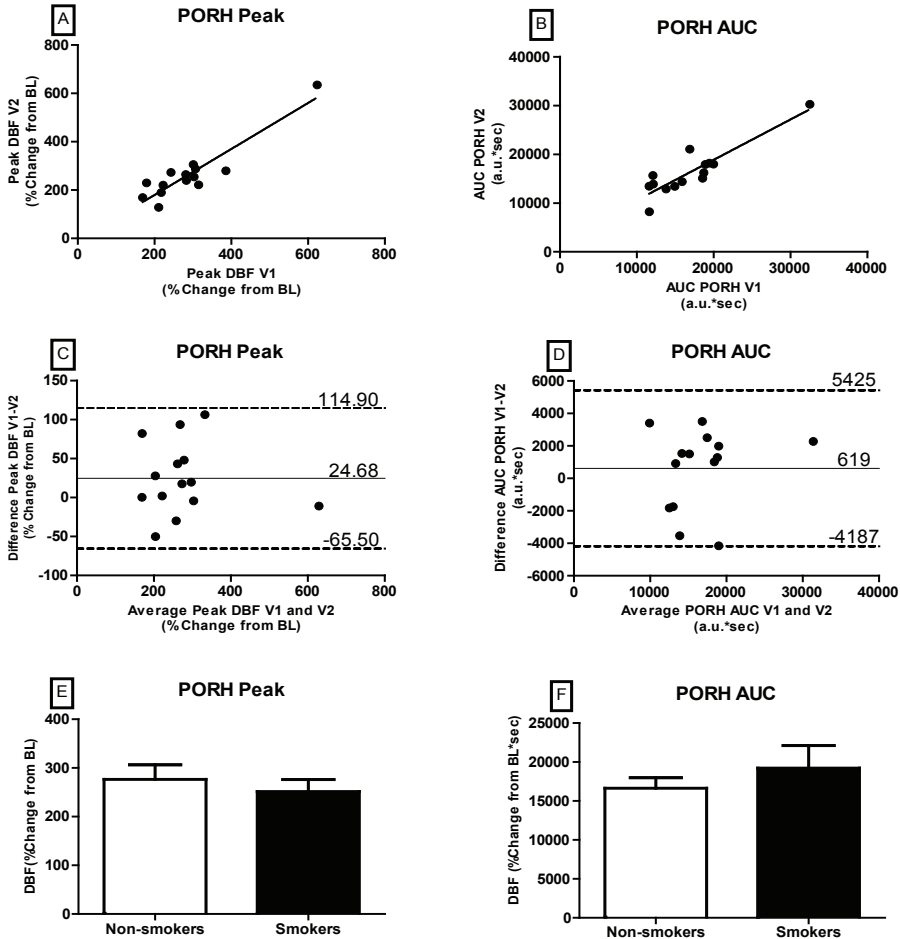 A
PORH Peak
Peak DBF V2
(%Change from BL)
800
600
400
200
0
0 200 400 600 800
Peak DBF V1
(%Change from BL)
B
PORH AUC
AUC PORH V2
(a.u.*sec)
40000
30000
20000
10000
0
0 10000 20000 30000 40000
AUC PORH V1
(a.u.*sec)
C
PORH Peak
Difference Peak DBF V1-V2
(% Change from BL)
150
100
50
0
-50
-100
114.90
24.68
-65.50
0 200 400 600 800
Average Peak DBF V1 and V2
(%Change from BL)
D
PORH AUC
Difference AUC PORH V1-V2
(a.u.*sec)
6000
4000
2000
0
-2000
-4000
-6000
5425
619
-4187
0 10000 20000 30000 40000
Average PORH AUC V1 and V2
(a.u.*sec)
E
PORH Peak
DBF(%Change from BL)
400
300
200
100
0
Non-smokers Smokers
F
PORH AUC
DBF (%Change from BL*sec)
25000
20000
15000
10000
5000
0
Non-smokers Smokers